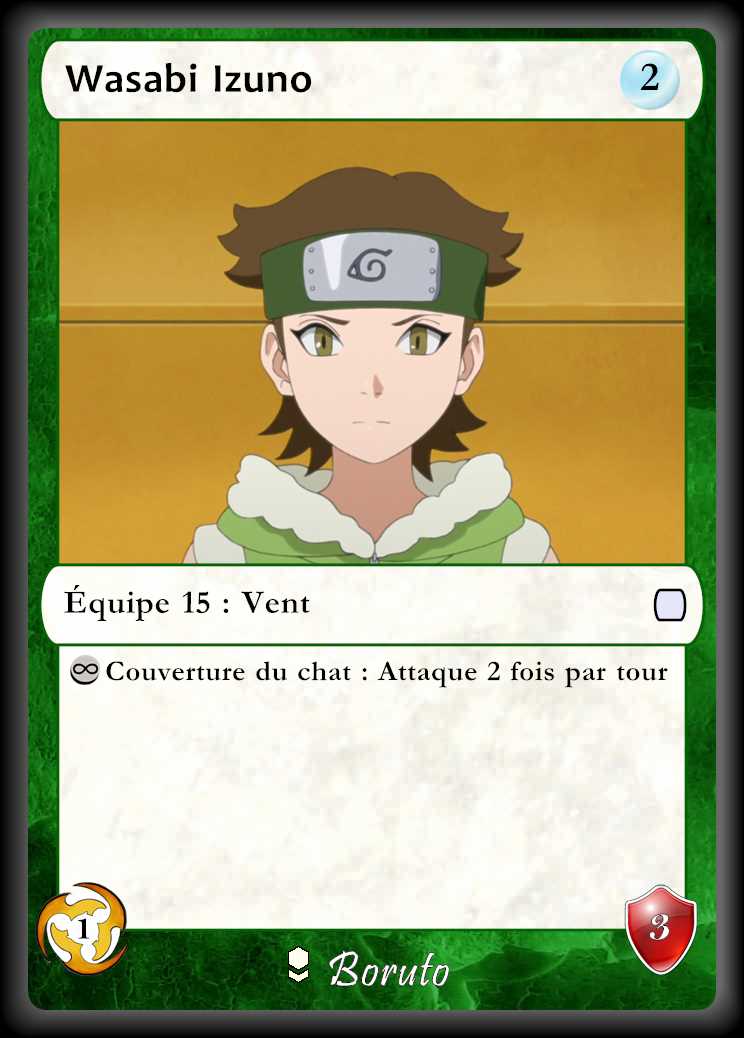 Wasabi Izuno
2
Équipe 15 : Vent
∞ Couverture du chat : Attaque 2 fois par tour
1
3
Boruto